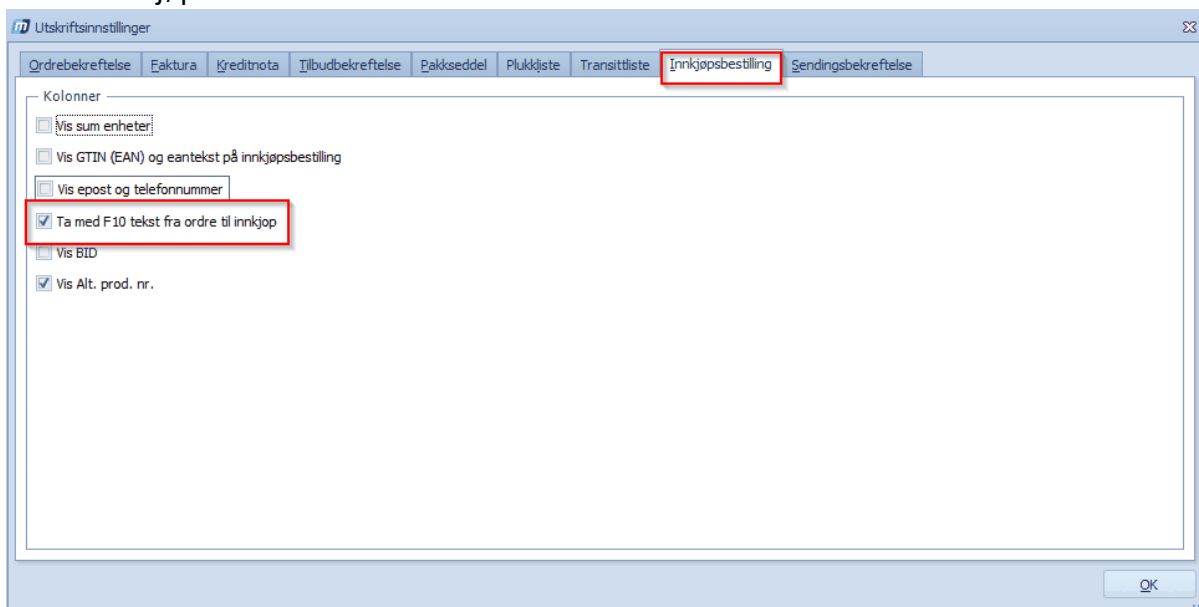 Utskriftsinnstillinger
Ordrebekreftelse Faktura Kreditnota Tilbudbekreftelse Pakkseddel Plukkliste Transittliste Innkjøpsbestilling Sendingsbekreftelse
Kolonner
Vis sum enheter
Vis GTIN (EAN) og eantekst på innkjøpsbestilling
Vis epost og telefonnummer
Ta med F10 tekst fra ordre til innkjop
Vis BID
Vis Alt. prod. nr.
OK